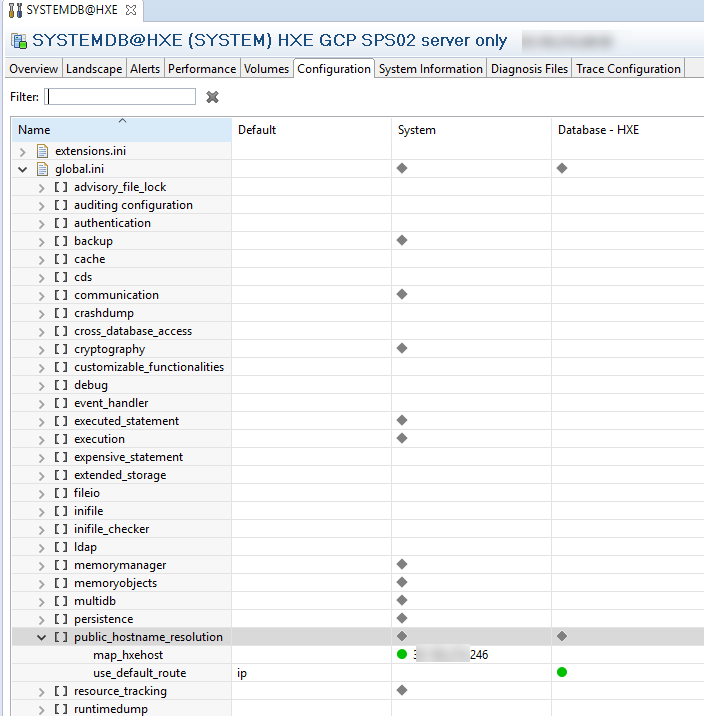 SYSTEMDB@HXE
SYSTEMDB@HXE (SYSTEM) HXE GCP SPS02 server only
Overview Landscape Alerts Performance Volumes Configuration System Information Diagnosis Files Trace Configuration
Filter:
Name Default System Database - HXE
extensions.ini
global.ini
[ ] advisory_file_lock
[ ] auditing configuration
[ ] authentication
[ ] backup
[ ] cache
[ ] cds
[ ] communication
[ ] crashdump
[ ] cross_database_access
[ ] cryptography
[ ] customizable_functionalities
[ ] debug
[ ] event_handler
[ ] executed_statement
[ ] execution
[ ] expensive_statement
[ ] extended_storage
[ ] fileio
[ ] inifile
[ ] inifile_checker
[ ] ldap
[ ] memorymanager
[ ] memoryobjects
[ ] multidb
[ ] persistence
[ ] public_hostname_resolution
map_hxehost 246
use_default_route ip
[ ] resource_tracking
[ ] runtimedump